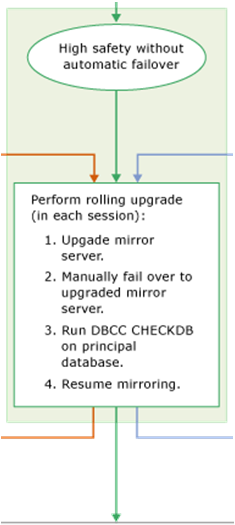 High safety without
automatic failover
Perform rolling upgrade
(in each session):
1. Upgade mirror
server.
2. Manually fail over to
upgraded mirror
server.
3. Run DBCC CHECKDB
on principal
database.
4. Resume mirroring.